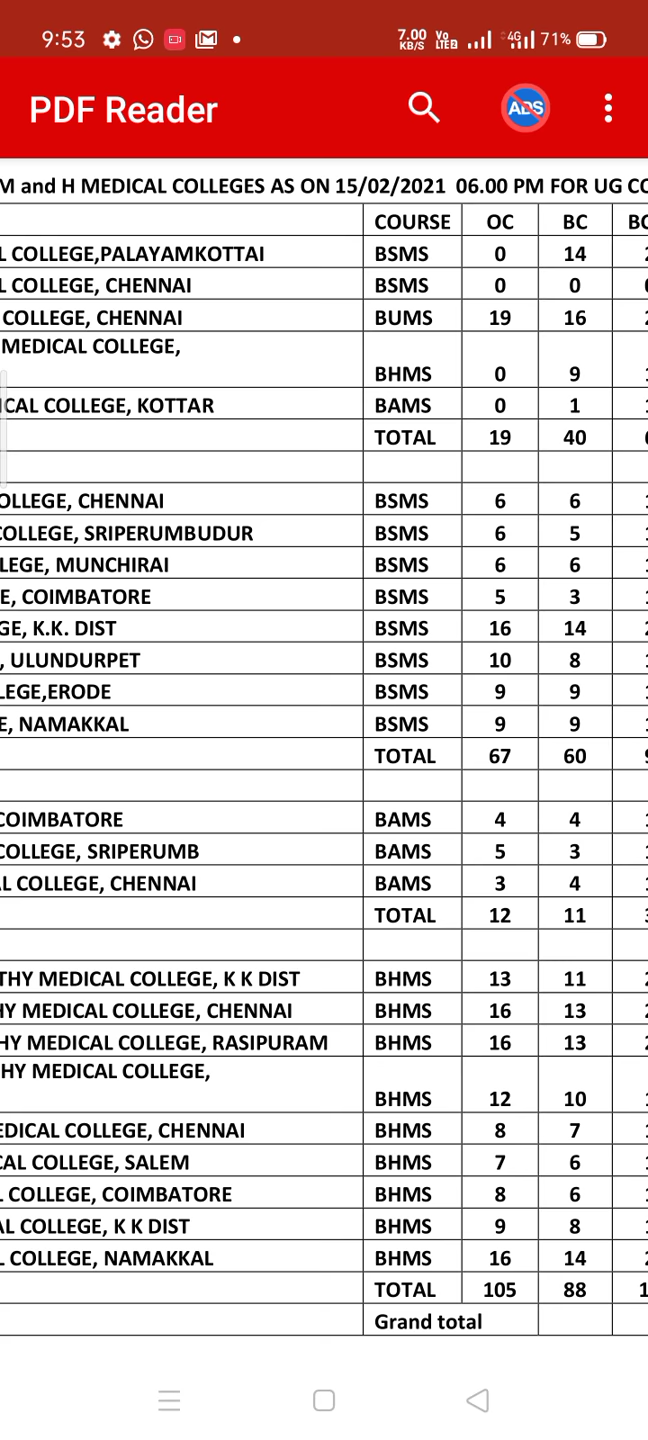 9:53 7.00 KB/S Vo LTE2 4G 71%
PDF Reader ADS
M and H MEDICAL COLLEGES AS ON 15/02/2021 06.00 PM FOR UG CO
COURSE OC BC BC
L COLLEGE,PALAYAMKOTTAI BSMS 0 14
L COLLEGE, CHENNAI BSMS 0 0
COLLEGE, CHENNAI BUMS 19 16
MEDICAL COLLEGE,
BHMS 0 9
ICAL COLLEGE, KOTTAR BAMS 0 1
TOTAL 19 40
OLLEGE, CHENNAI BSMS 6 6
COLLEGE, SRIPERUMBUDUR BSMS 6 5
LEGE, MUNCHIRAI BSMS 6 6
E, COIMBATORE BSMS 5 3
GE, K.K. DIST BSMS 16 14
, ULUNDURPET BSMS 10 8
LEGE,ERODE BSMS 9 9
E, NAMAKKAL BSMS 9 9
TOTAL 67 60
COIMBATORE BAMS 4 4
COLLEGE, SRIPERUMB BAMS 5 3
AL COLLEGE, CHENNAI BAMS 3 4
TOTAL 12 11
THY MEDICAL COLLEGE, K K DIST BHMS 13 11
HY MEDICAL COLLEGE, CHENNAI BHMS 16 13
HY MEDICAL COLLEGE, RASIPURAM BHMS 16 13
HY MEDICAL COLLEGE,
BHMS 12 10
EDICAL COLLEGE, CHENNAI BHMS 8 7
CAL COLLEGE, SALEM BHMS 7 6
L COLLEGE, COIMBATORE BHMS 8 6
AL COLLEGE, K K DIST BHMS 9 8
L COLLEGE, NAMAKKAL BHMS 16 14
TOTAL 105 88 1
Grand total